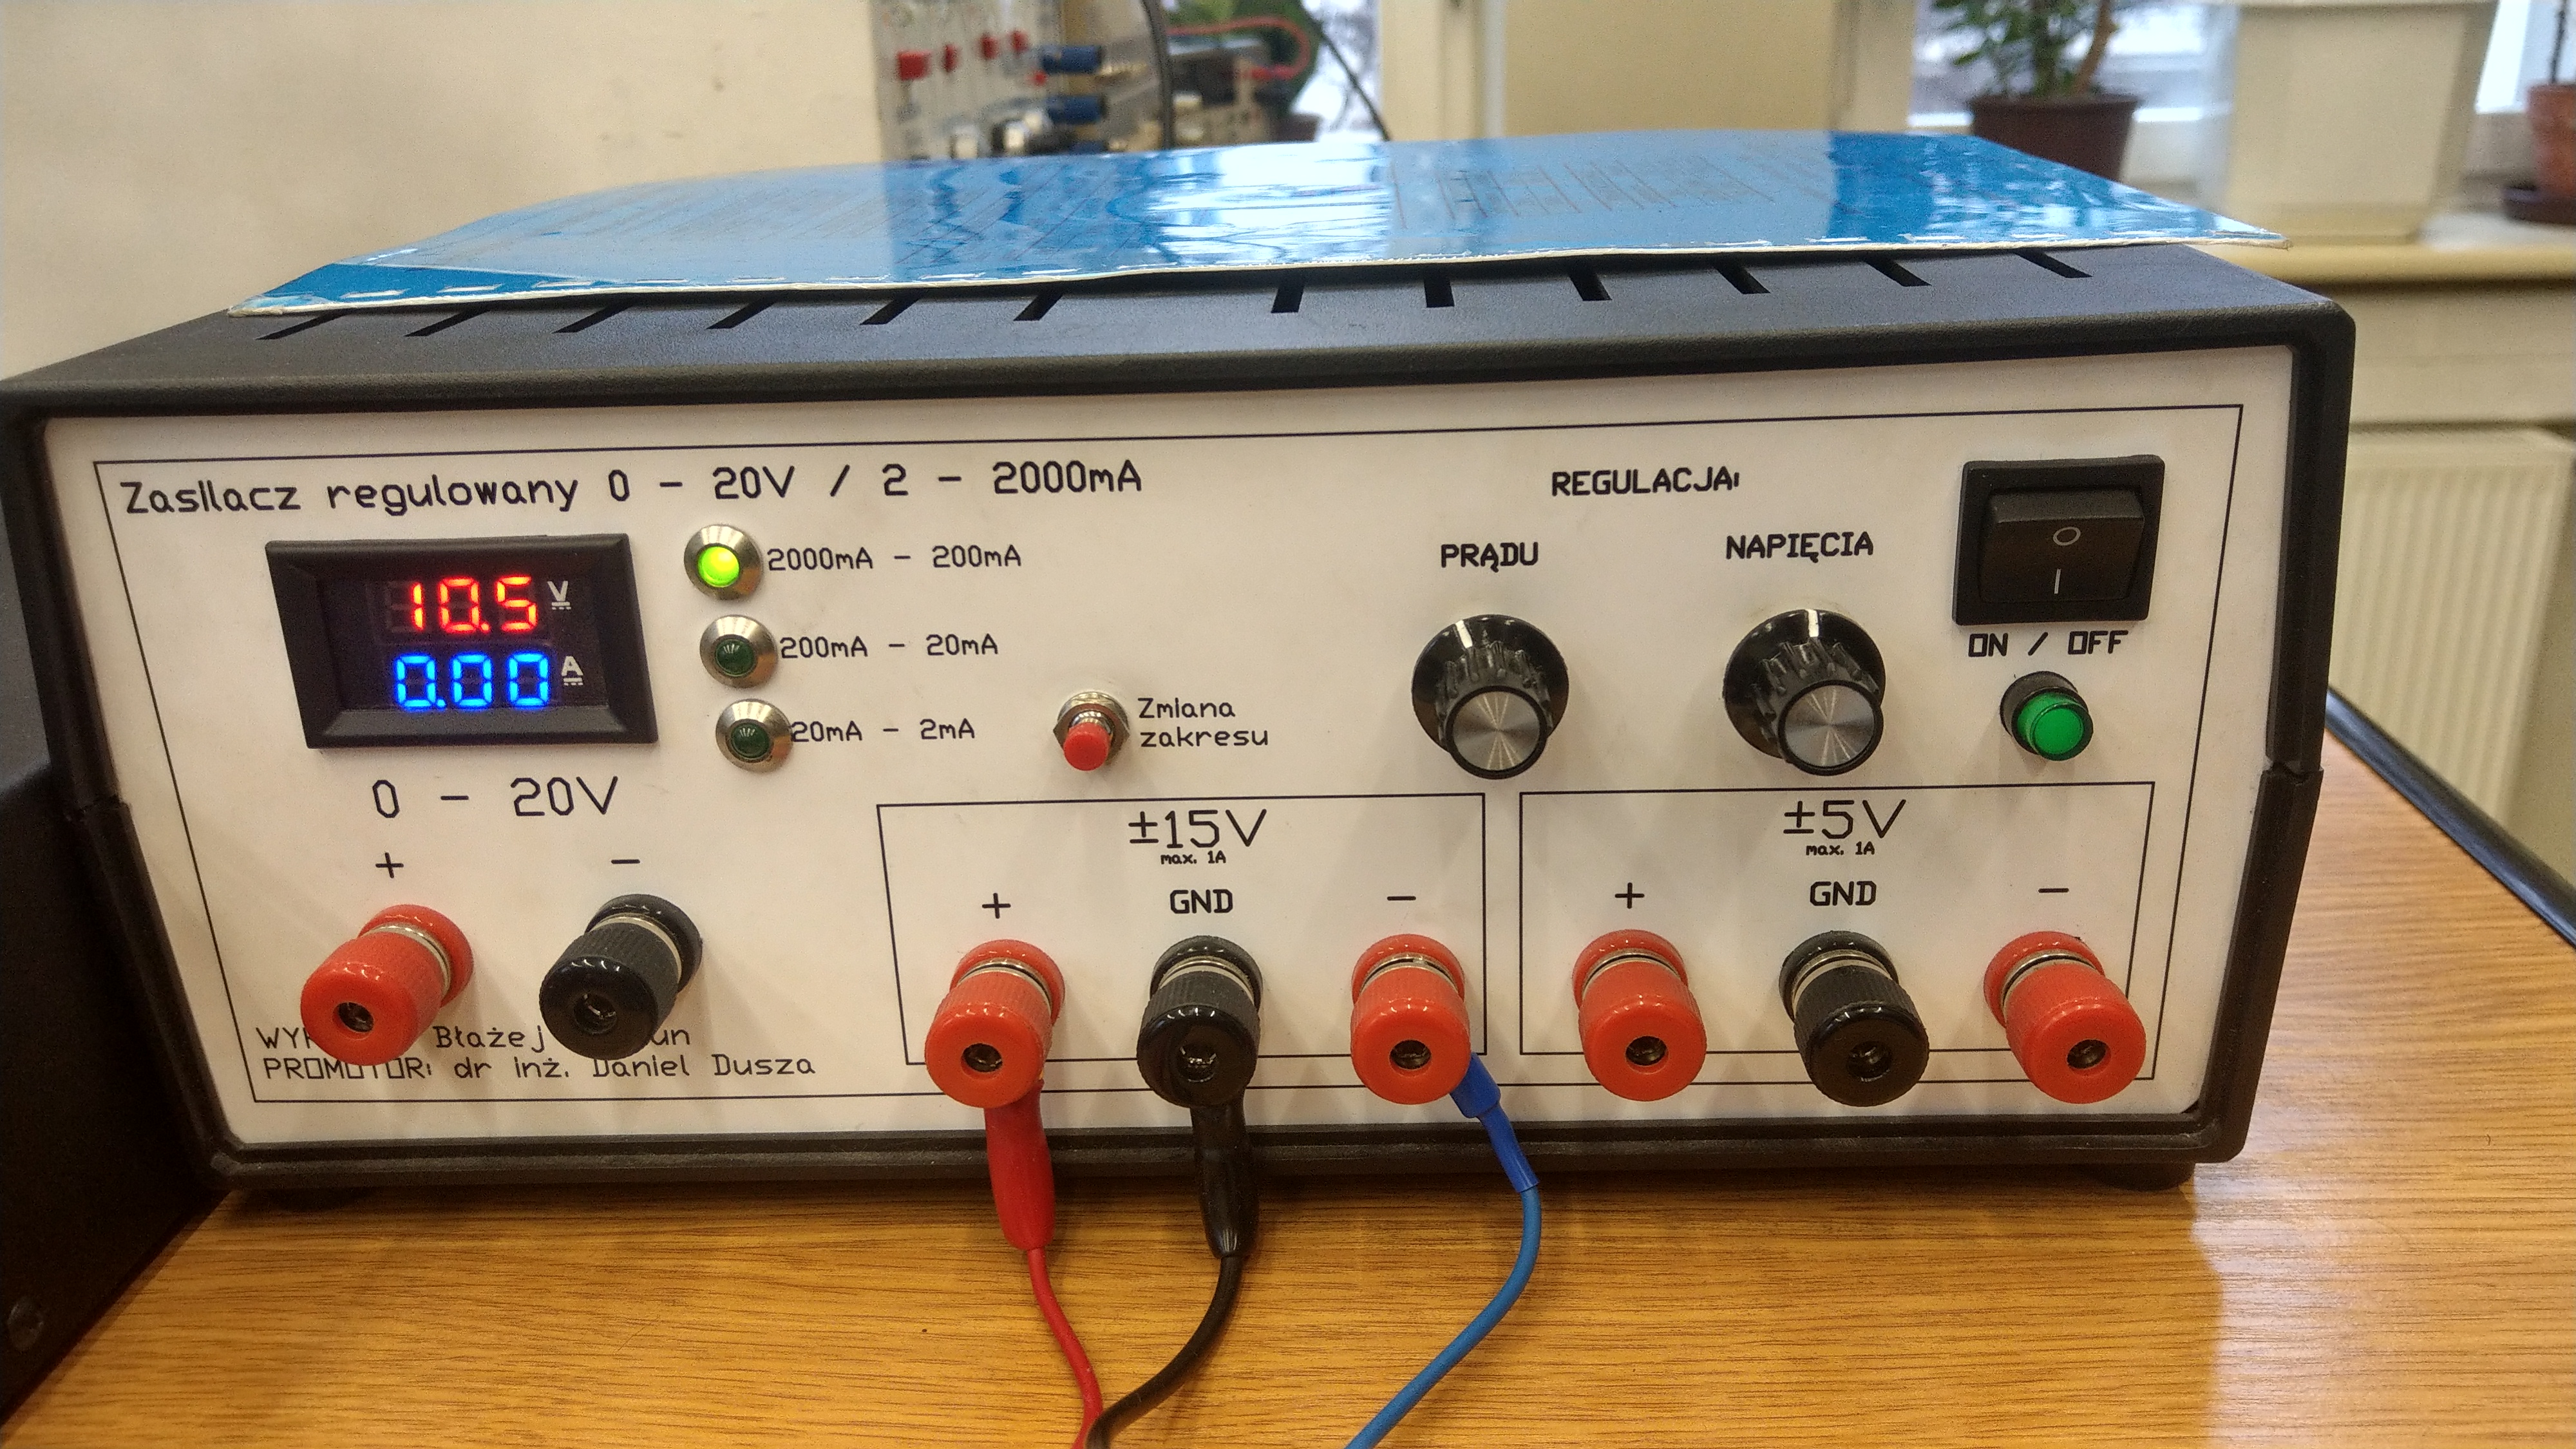 Zasilacz regulowany 0 - 20V / 2 - 2000mA
10.5 V
0.00 A
2000mA - 200mA
200mA - 20mA
20mA - 2mA
Zmiana
zakresu
REGULACJA:
PRĄDU
NAPIĘCIA
O
I
ON / OFF
0 - 20V
+ -
±15V
max. 1A
+ GND -
±5V
max. 1A
+ GND -
Błażej
PROMOTOR: dr inż. Daniel Dusza